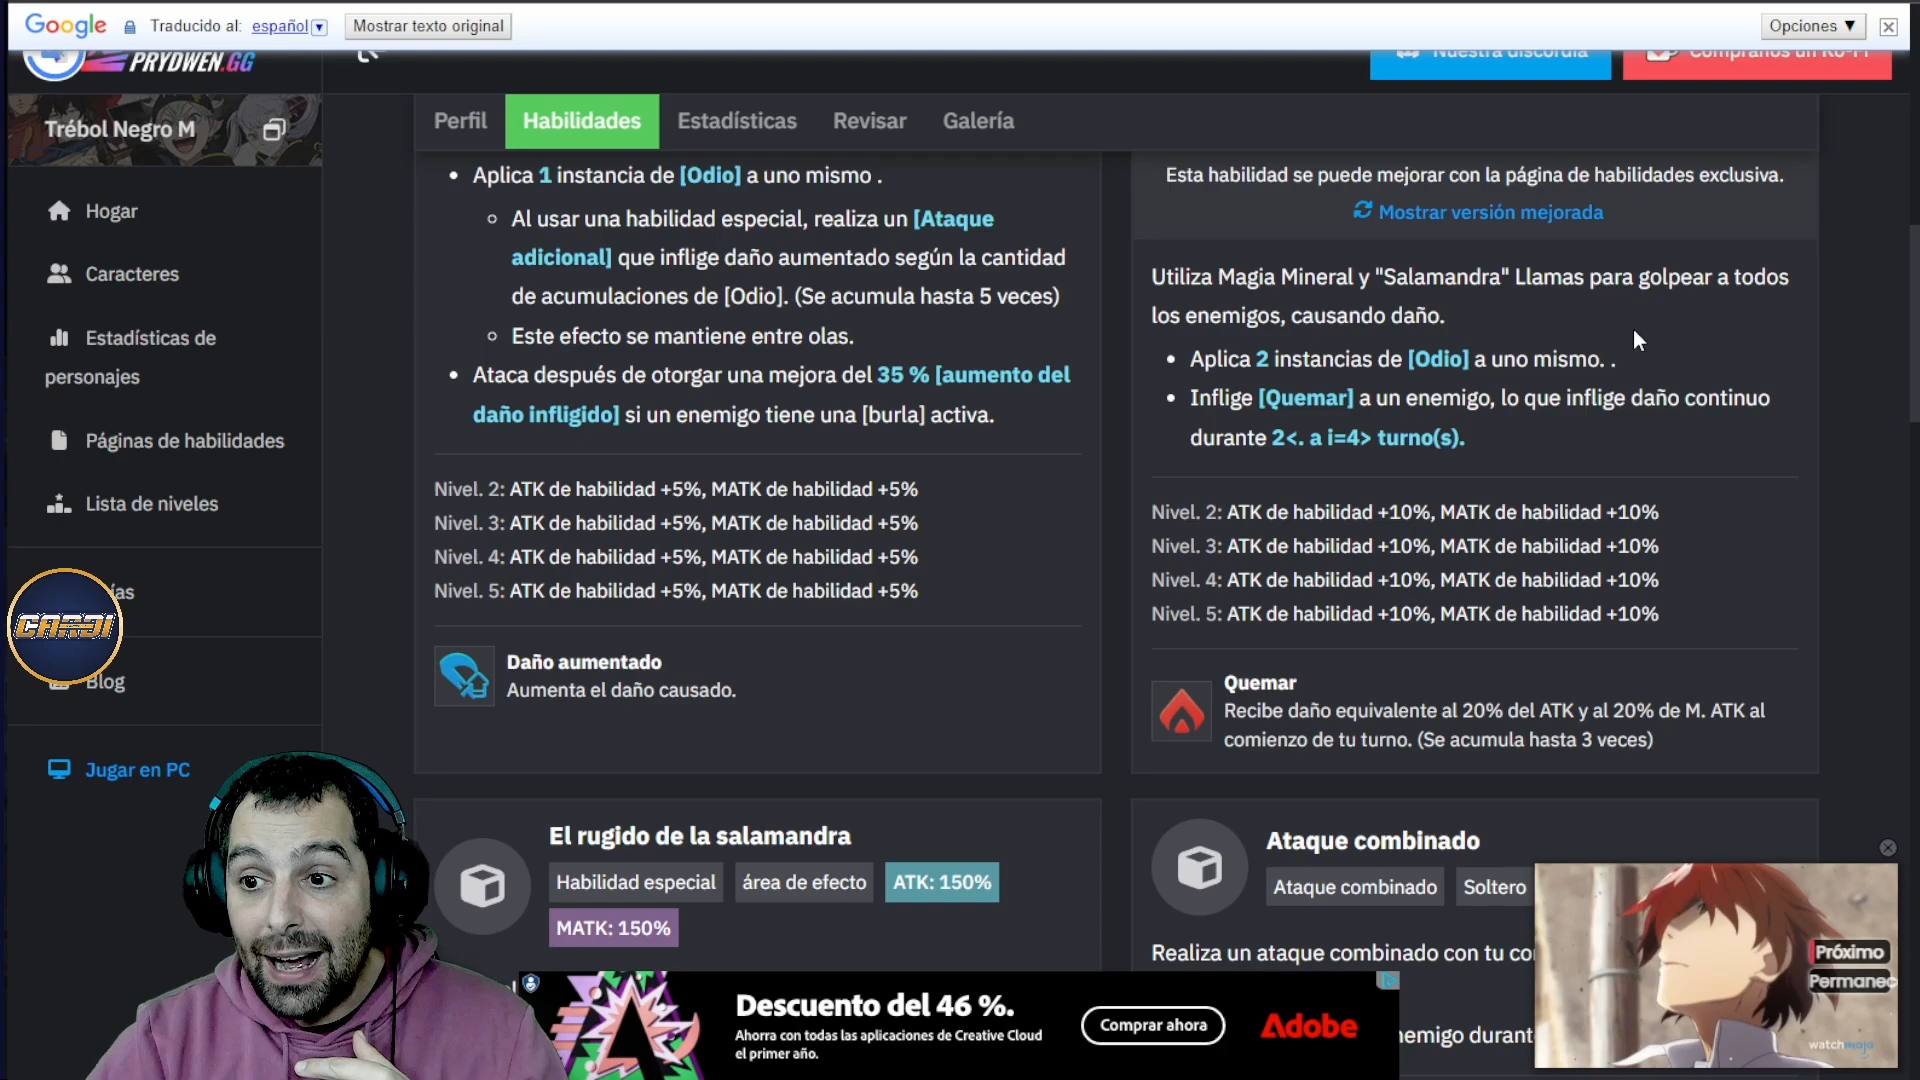 Google Traducido al: español Mostrar texto original Opciones ▼
PRYDWEN.GG
Nuestra discordia
Trébol Negro M
Hogar
Caracteres
Estadísticas de
personajes
Páginas de habilidades
Lista de niveles
CARDI
Blog
Jugar en PC
Perfil Habilidades Estadísticas Revisar Galería
Aplica 1 instancia de [Odio] a uno mismo .
Al usar una habilidad especial, realiza un [Ataque
adicional] que inflige daño aumentado según la cantidad
de acumulaciones de [Odio]. (Se acumula hasta 5 veces)
Este efecto se mantiene entre olas.
Ataca después de otorgar una mejora del 35 % [aumento del
daño infligido] si un enemigo tiene una [burla] activa.
Nivel. 2: ATK de habilidad +5%, MATK de habilidad +5%
Nivel. 3: ATK de habilidad +5%, MATK de habilidad +5%
Nivel. 4: ATK de habilidad +5%, MATK de habilidad +5%
Nivel. 5: ATK de habilidad +5%, MATK de habilidad +5%
Daño aumentado
Aumenta el daño causado.
Esta habilidad se puede mejorar con la página de habilidades exclusiva.
Mostrar versión mejorada
Utiliza Magia Mineral y "Salamandra" Llamas para golpear a todos
los enemigos, causando daño.
Aplica 2 instancias de [Odio] a uno mismo. .
Inflige [Quemar] a un enemigo, lo que inflige daño continuo
durante 2<. a i=4> turno(s).
Nivel. 2: ATK de habilidad +10%, MATK de habilidad +10%
Nivel. 3: ATK de habilidad +10%, MATK de habilidad +10%
Nivel. 4: ATK de habilidad +10%, MATK de habilidad +10%
Nivel. 5: ATK de habilidad +10%, MATK de habilidad +10%
Quemar
Recibe daño equivalente al 20% del ATK y al 20% de M. ATK al
comienzo de tu turno. (Se acumula hasta 3 veces)
El rugido de la salamandra
Habilidad especial área de efecto ATK: 150%
MATK: 150%
Ataque combinado
Ataque combinado Soltero
Realiza un ataque combinado con tu
Próximo
Permanec
watchmojo
Descuento del 46 %.
Ahorra con todas las aplicaciones de Creative Cloud
el primer año.
Comprar ahora
Adobe